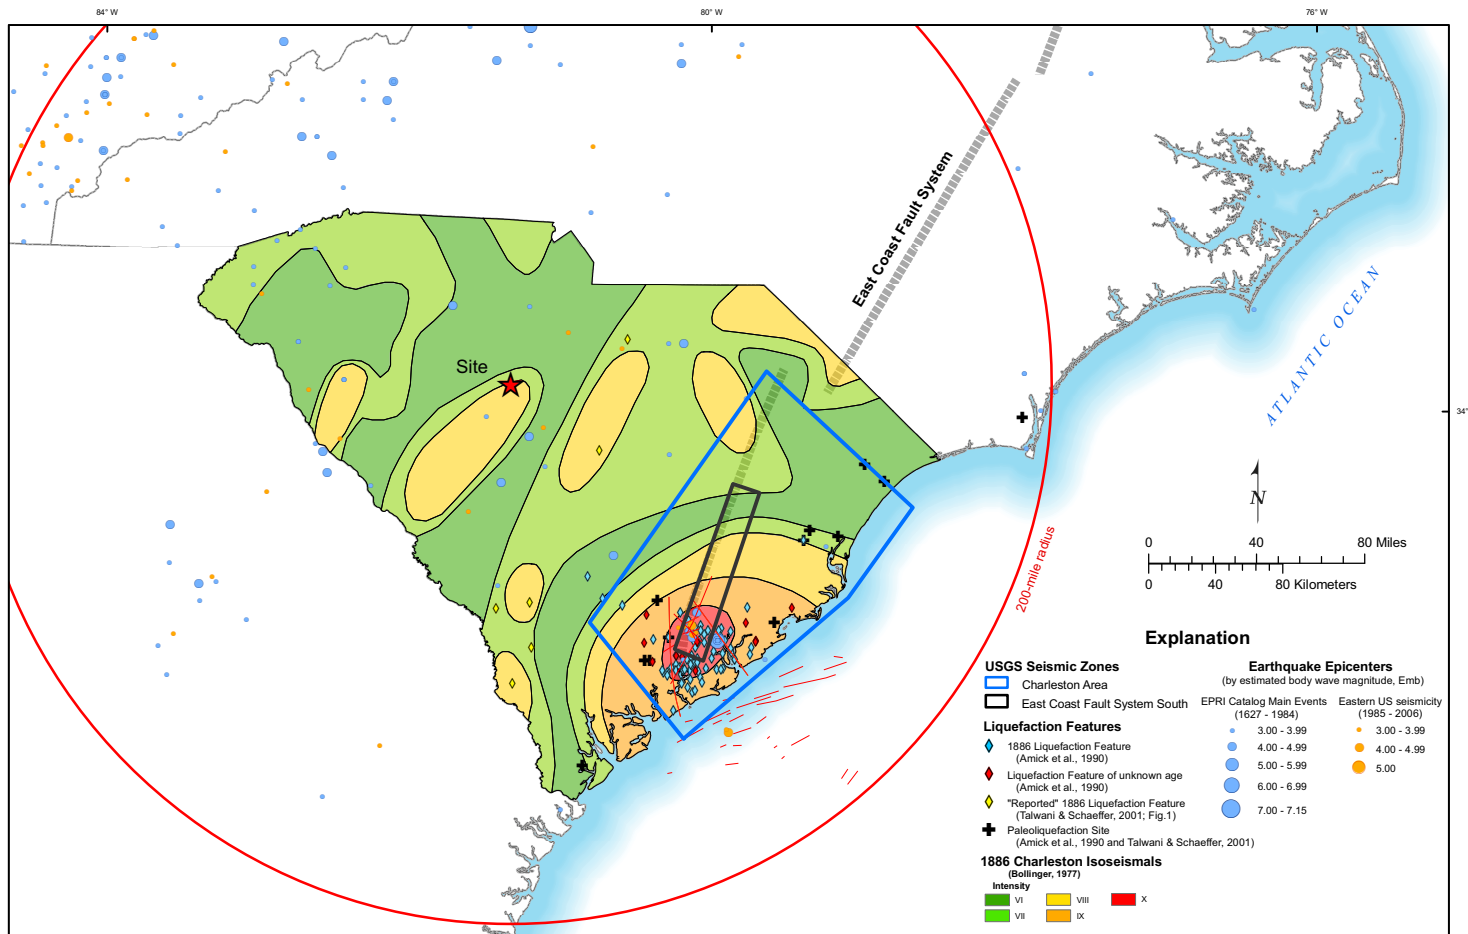 84° W
80° W
76° W
East Coast Fault System
Site
ATLANTIC OCEAN
34°
N
200-mile radius
0 40 80 Miles
0 40 80 Kilometers
Explanation
USGS Seismic Zones
Charleston Area
East Coast Fault System South
Liquefaction Features
1886 Liquefaction Feature
(Amick et al., 1990)
Liquefaction Feature of unknown age
(Amick et al., 1990)
"Reported" 1886 Liquefaction Feature
(Talwani & Schaeffer, 2001; Fig.1)
Paleoliquefaction Site
(Amick et al., 1990 and Talwani & Schaeffer, 2001)
1886 Charleston Isoseismals
(Bollinger, 1977)
Intensity
VI VIII X
VII IX
Earthquake Epicenters
(by estimated body wave magnitude, Emb)
EPRI Catalog Main Events
(1627 - 1984)
3.00 - 3.99
4.00 - 4.99
5.00 - 5.99
6.00 - 6.99
7.00 - 7.15
Eastern US seismicity
(1985 - 2006)
3.00 - 3.99
4.00 - 4.99
5.00